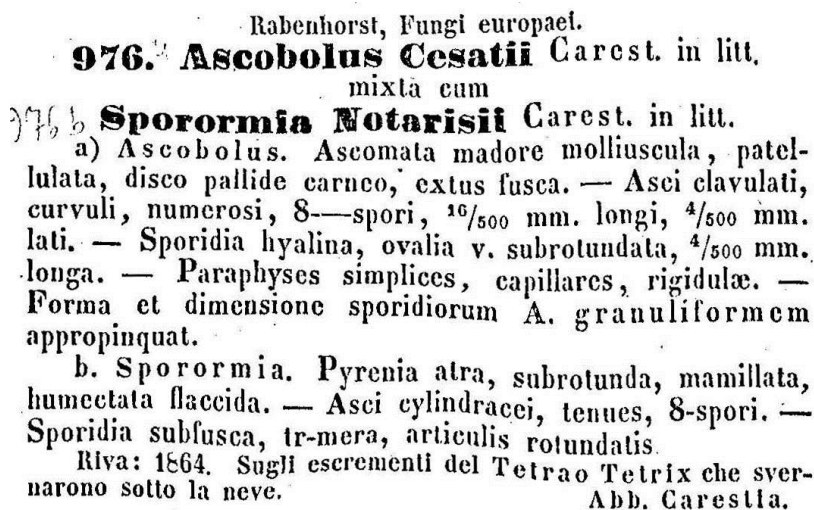 Rabenhorst, Fungi europaei.
976. Ascobolus Cesatii Carest. in litt.
mixta cum
976 b Sporormia Notarisii Carest. in litt.
a) Ascobolus. Ascomata madore molliuscula, patel-
lulata, disco pallide carneo, extus fusca. — Asci clavulati,
curvuli, numerosi, 8—spori, 16/500 mm. longi, 4/500 mm.
lati. — Sporidia hyalina, ovalia v. subrotundata, 4/500 mm.
longa. — Paraphyses simplices, capillares, rigidulæ. —
Forma et dimensione sporidiorum A. granuliformem
appropinquat.
b. Sporormia. Pyrenia atra, subrotunda, mamillata,
humectata flaccida. — Asci cylindracei, tenues, 8-spori. —
Sporidia subfusca, tr-mera, articulis rotundatis
Riva: 1864. Sugli escrementi del Tetrao Tetrix che sver-
narono sotto la neve.
Abb. Carestia.